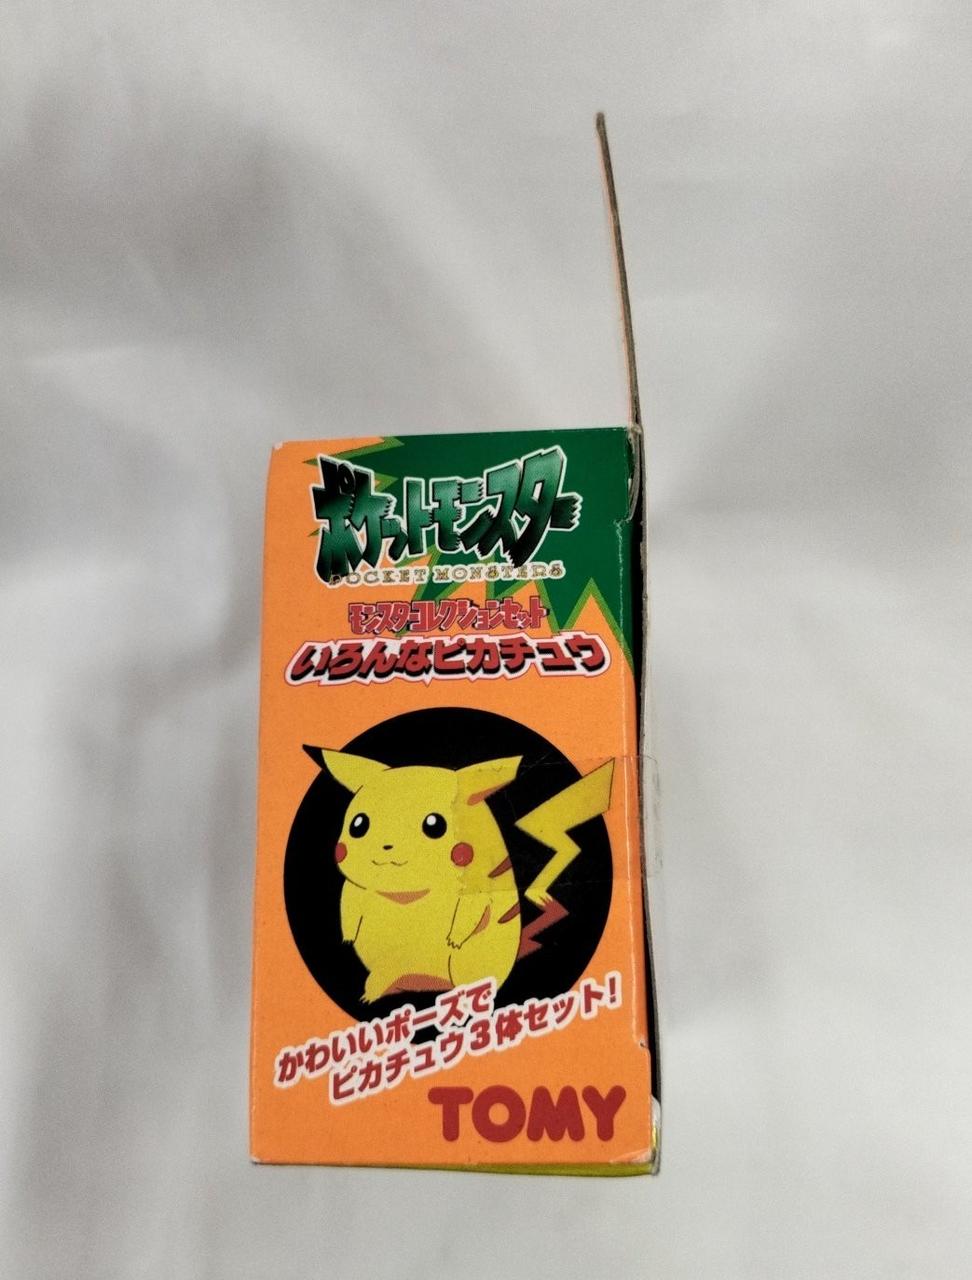 ポケットモンスター
POCKET MONSTERS
モンスターコレクションセット
いろんなピカチュウ
かわいいポーズで
ピカチュウ3体セット!
TOMY